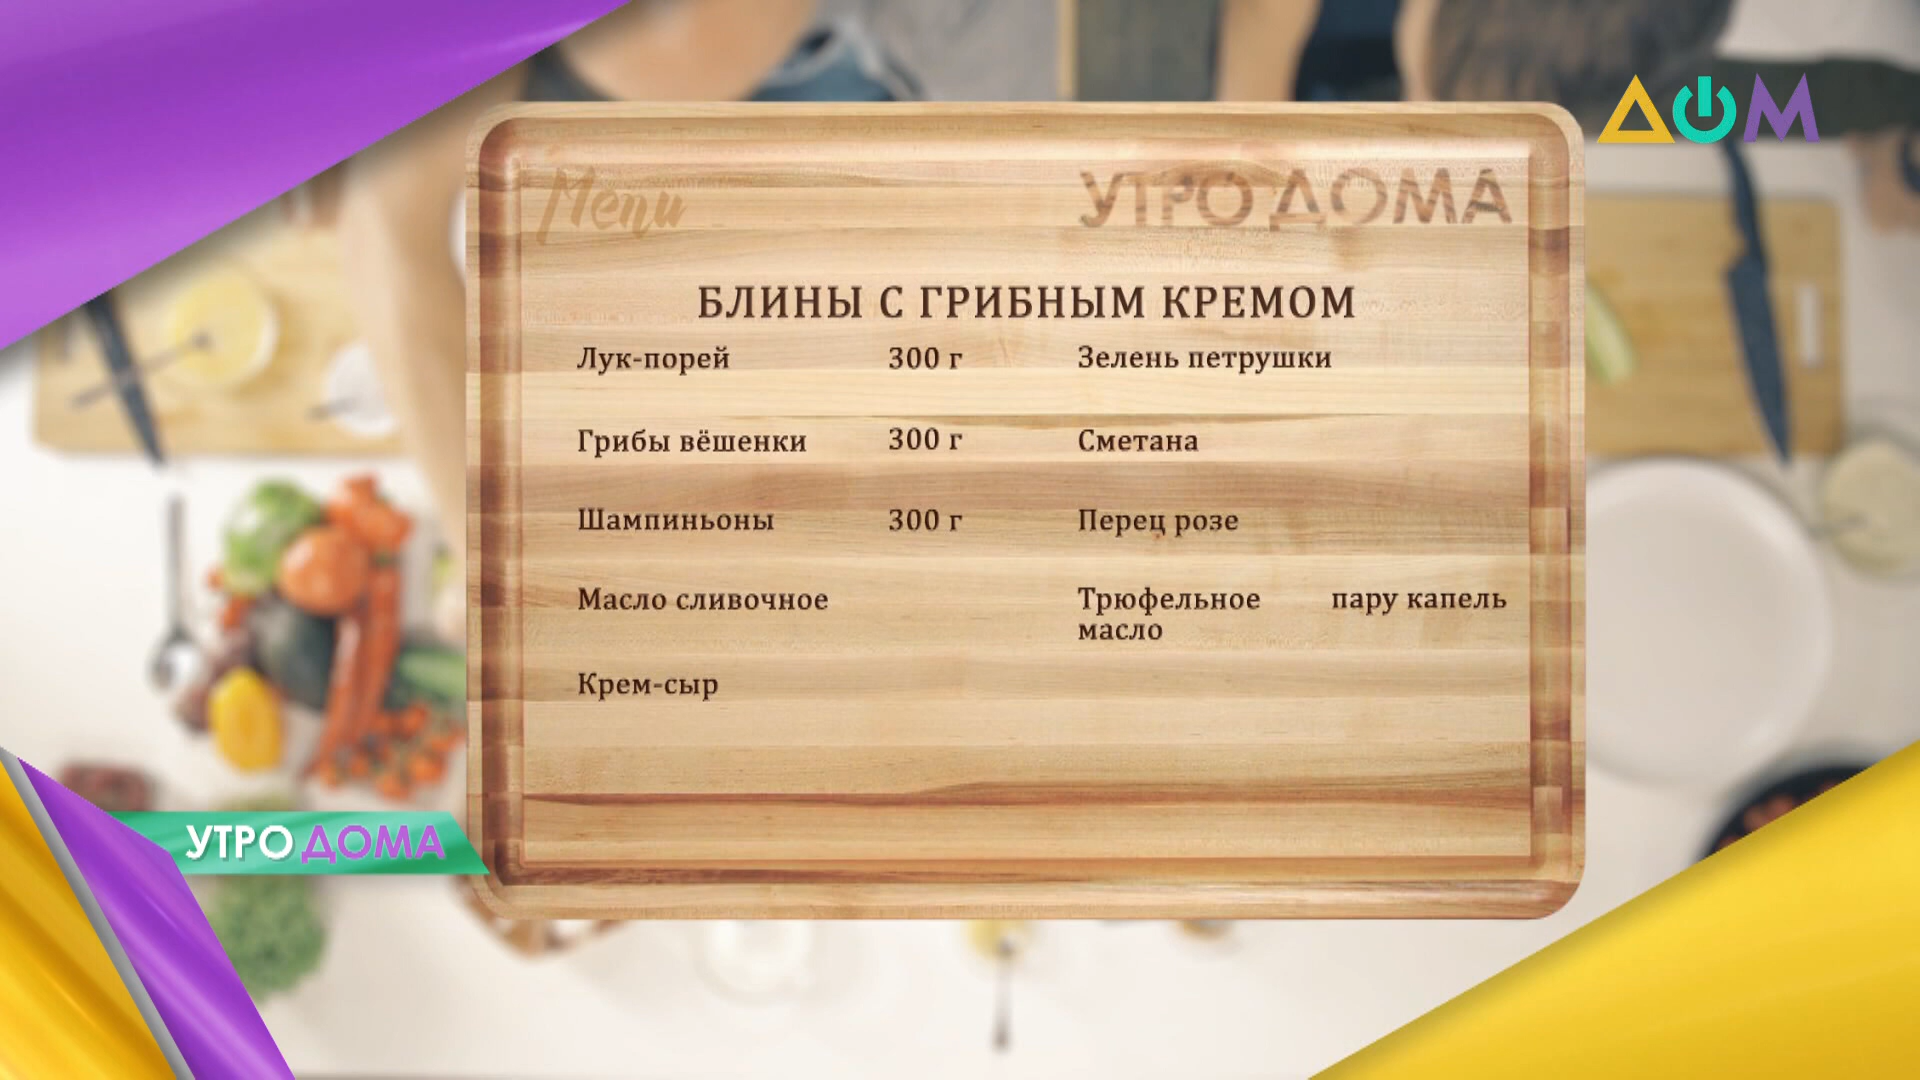 ДОМ
Menu
УТРО ДОМА
БЛИНЫ С ГРИБНЫМ КРЕМОМ
Лук-порей 300 г
Грибы вёшенки 300 г
Шампиньоны 300 г
Масло сливочное
Крем-сыр
Зелень петрушки
Сметана
Перец розе
Трюфельное пару капель
масло
УТРО ДОМА